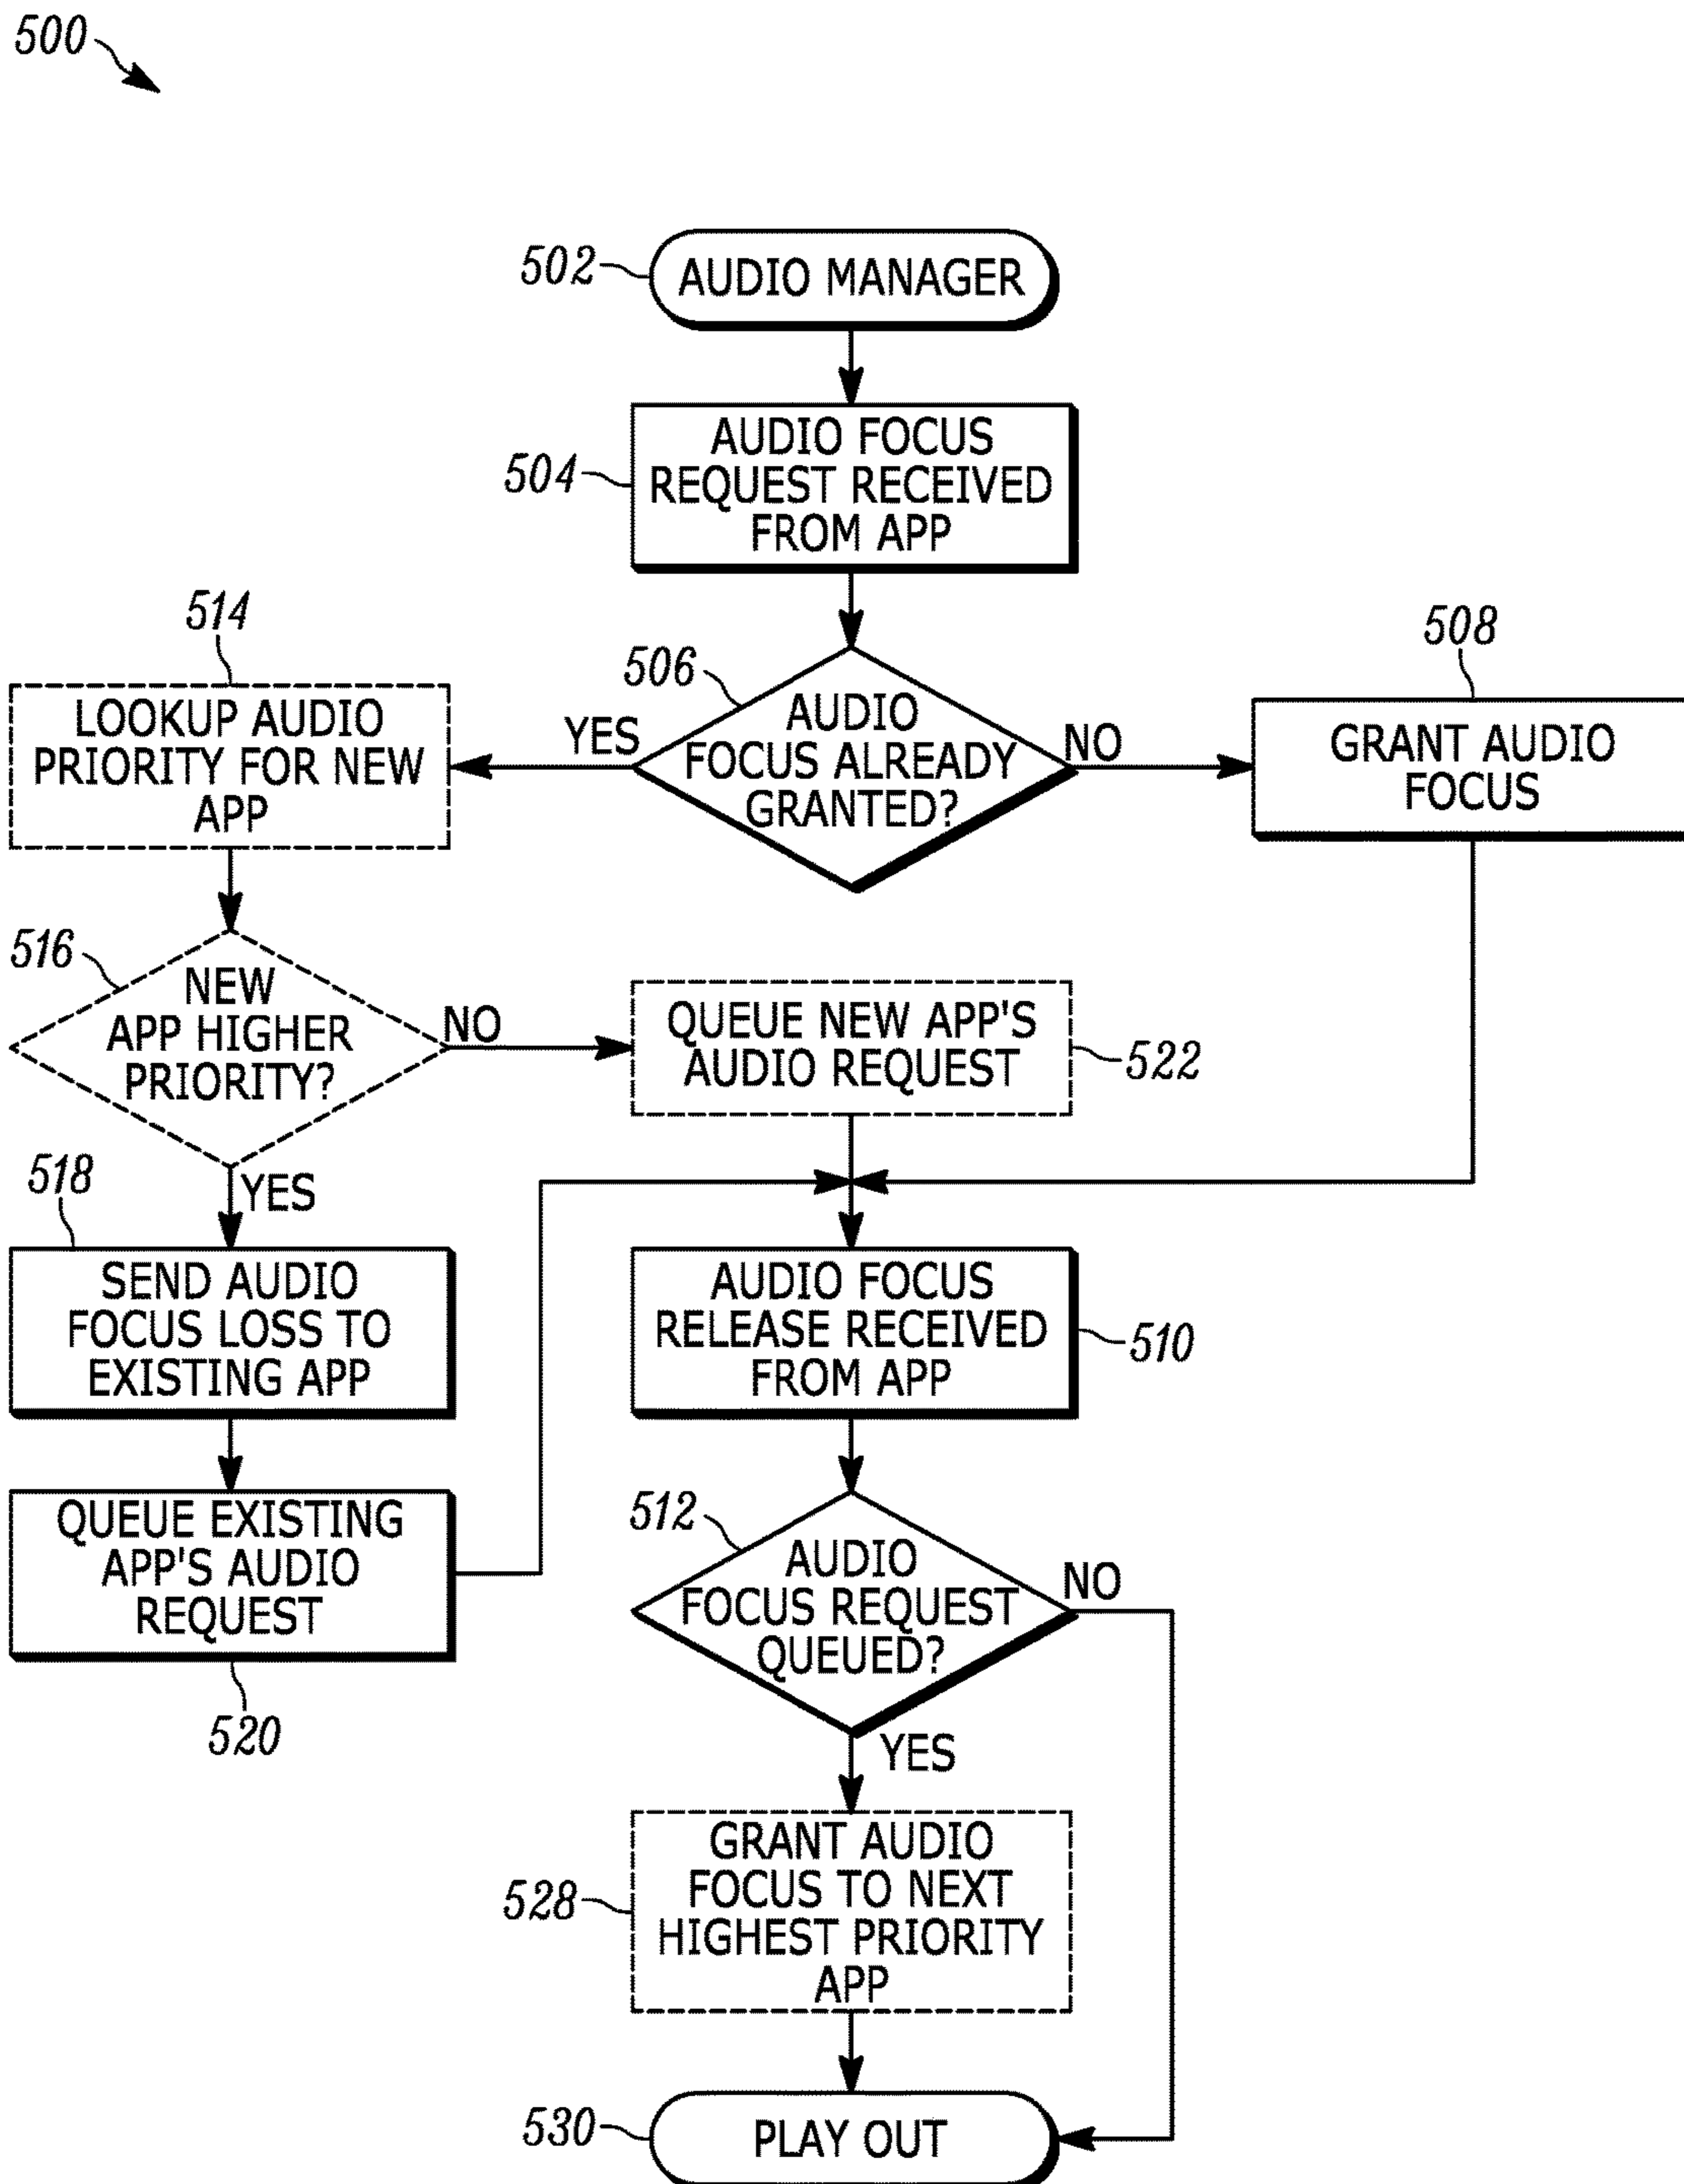 500
502
AUDIO MANAGER
504
AUDIO FOCUS
REQUEST RECEIVED
FROM APP
514
506
508
LOOKUP AUDIO
PRIORITY FOR NEW
APP
YES
AUDIO
FOCUS ALREADY
GRANTED?
NO
GRANT AUDIO
FOCUS
516
NEW
APP HIGHER
PRIORITY?
NO
QUEUE NEW APP'S
AUDIO REQUEST
522
518
YES
SEND AUDIO
FOCUS LOSS TO
EXISTING APP
AUDIO FOCUS
RELEASE RECEIVED
FROM APP
510
QUEUE EXISTING
APP'S AUDIO
REQUEST
520
512
AUDIO
FOCUS REQUEST
QUEUED?
NO
YES
528
GRANT AUDIO
FOCUS TO NEXT
HIGHEST PRIORITY
APP
530
PLAY OUT